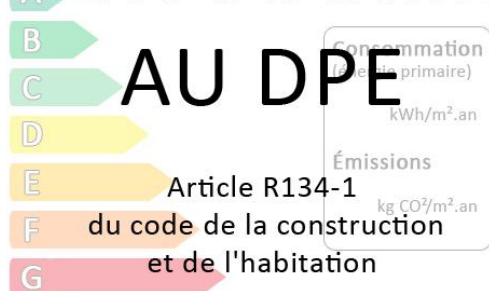 B
C
D
E
F
G
AU DPE
Consommation
(énergie primaire)
kWh/m².an
Émissions
kg CO²/m².an
Article R134-1
du code de la construction
et de l'habitation